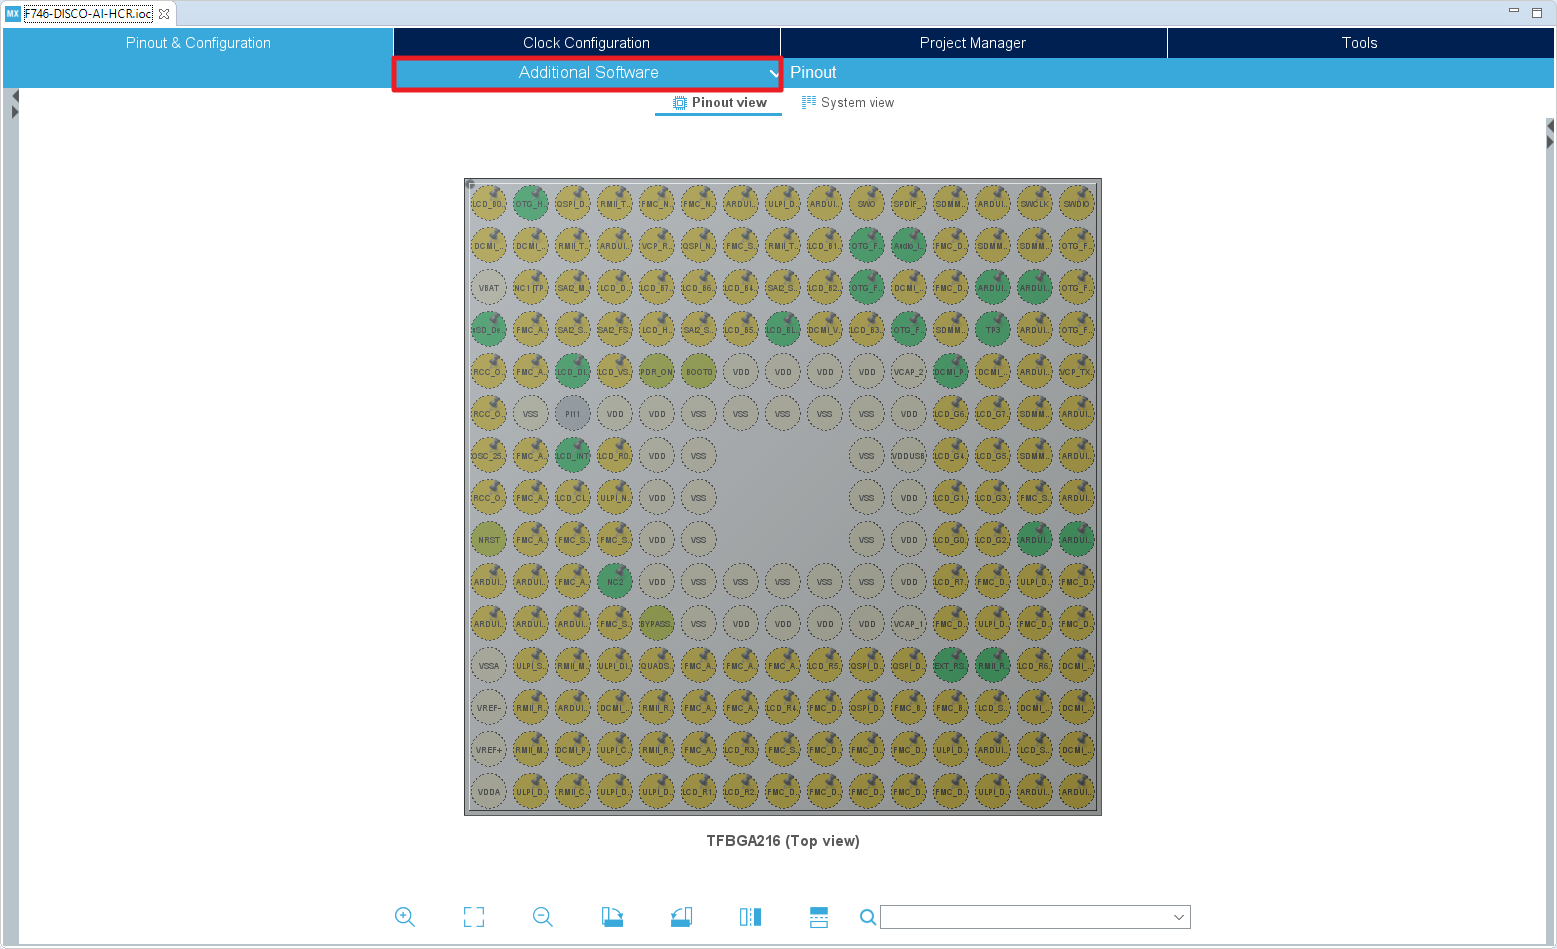 MX F746-DISCO-AI-HCR.ioc
Pinout & Configuration Clock Configuration Project Manager Tools
Additional Software Pinout
Pinout view System view
LCD_B0.. OTG_H.. QSPI_D.. RMII_T.. FMC_N.. FMC_N.. ARDUI.. ULPI_D.. ARDUI.. SWO SPDIF_.. SDMM.. ARDUI.. SWCLK SWDIO
DCMI_.. DCMI_.. RMII_T.. ARDUI.. VCP_R.. QSPI_N.. FMC_S.. RMII_T.. LCD_B1.. OTG_F.. Audio_I.. FMC_D.. SDMM.. SDMM.. OTG_F..
VBAT NC1 [TP.. SAI2_M.. LCD_D.. LCD_B7.. LCD_B6.. LCD_B4.. SAI2_S.. LCD_B2.. OTG_F.. DCMI_.. FMC_D.. ARDUI.. ARDUI.. OTG_F..
uSD_De.. FMC_A.. SAI2_S.. SAI2_FS.. LCD_H.. SAI2_S.. LCD_B5.. LCD_BL.. DCMI_V.. LCD_B3.. OTG_F.. SDMM.. TP3 ARDUI.. OTG_F..
RCC_O.. FMC_A.. LCD_DI.. LCD_VS.. PDR_ON BOOT0 VDD VDD VDD VDD VCAP_2 DCMI_P.. DCMI_.. ARDUI.. VCP_TX..
RCC_O.. VSS PI11 VDD VDD VSS VSS VSS VSS VSS VDD LCD_G6.. LCD_G7.. SDMM.. ARDUI..
OSC_25.. FMC_A.. LCD_INT LCD_R0.. VDD VSS VSS VDDUSB LCD_G4.. LCD_G5.. SDMM.. ARDUI..
RCC_O.. FMC_A.. LCD_CL.. ULPI_N.. VDD VSS VSS VDD LCD_G1.. LCD_G3.. FMC_S.. ARDUI..
NRST FMC_A.. FMC_S.. FMC_S.. VDD VSS VSS VDD LCD_G0.. LCD_G2.. ARDUI.. ARDUI..
ARDUI.. ARDUI.. FMC_A.. NC2 VDD VSS VSS VSS VSS VSS VDD LCD_R7.. FMC_D.. ULPI_D.. FMC_D..
ARDUI.. ARDUI.. ARDUI.. FMC_S.. BYPASS.. VSS VDD VDD VDD VDD VCAP_1 FMC_D.. ULPI_D.. FMC_D.. FMC_D..
VSSA ULPI_S.. RMII_M.. ULPI_DI.. QUADS.. FMC_A.. FMC_A.. FMC_A.. LCD_R5.. QSPI_D.. QSPI_D.. EXT_RS.. RMII_R.. LCD_R6.. DCMI_..
VREF- RMII_R.. ARDUI.. DCMI_.. RMII_R.. FMC_A.. FMC_A.. LCD_R4.. FMC_D.. QSPI_D.. FMC_B.. FMC_B.. LCD_S.. DCMI_.. DCMI_..
VREF+ RMII_M.. DCMI_P.. ULPI_C.. RMII_R.. FMC_A.. LCD_R3.. FMC_S.. FMC_D.. FMC_D.. FMC_D.. ULPI_D.. ARDUI.. LCD_S.. DCMI_..
VDDA ULPI_D.. RMII_C.. ULPI_D.. ULPI_D.. LCD_R1.. LCD_R2.. FMC_D.. FMC_D.. FMC_D.. FMC_D.. FMC_D.. ULPI_D.. ARDUI.. ARDUI..
TFBGA216 (Top view)